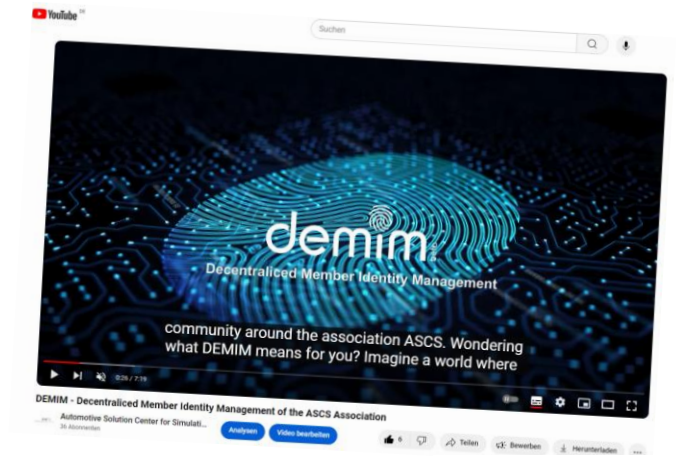 YouTube DE
Suchen
demim
Decentraliced Member Identity Management
community around the association ASCS. Wondering
what DEMIM means for you? Imagine a world where
0:26 / 7:19
DEMIM - Decentraliced Member Identity Management of the ASCS Association
Automotive Solution Center for Simulati...
36 Abonnenten
Analysen
Video bearbeiten
6
Teilen
Bewerben
Herunterladen